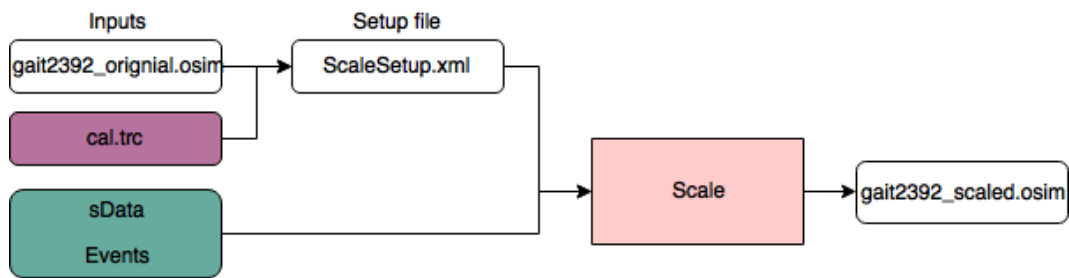 Inputs
Setup file
gait2392_orignial.osim
ScaleSetup.xml
cal.trc
sData
Events
Scale
gait2392_scaled.osim